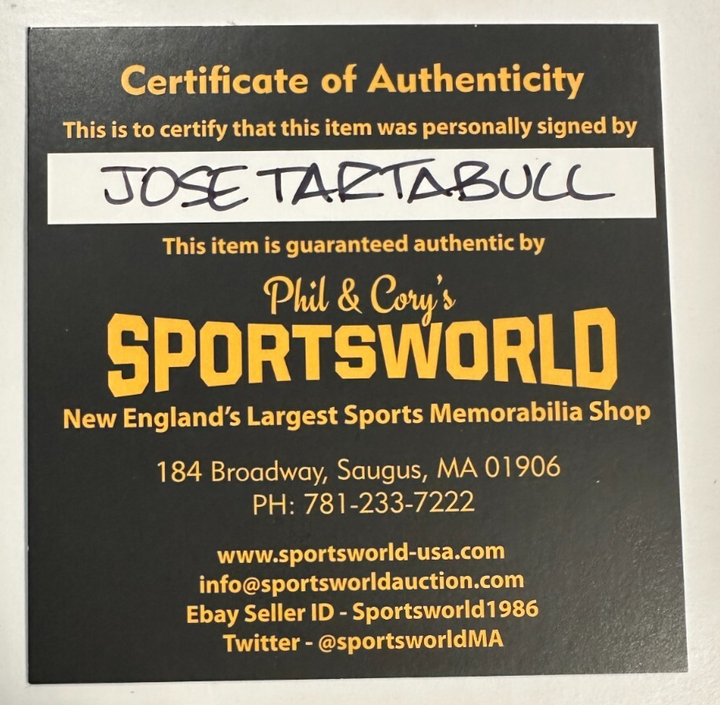 Certificate of Authenticity
This is to certify that this item was personally signed by
JOSE TARTABULL
This item is guaranteed authentic by
Phil & Cory's
SPORTSWORLD
New England's Largest Sports Memorabilia Shop
184 Broadway, Saugus, MA 01906
PH: 781-233-7222
www.sportsworld-usa.com
info@sportsworldauction.com
Ebay Seller ID - Sportsworld1986
Twitter - @sportsworldMA